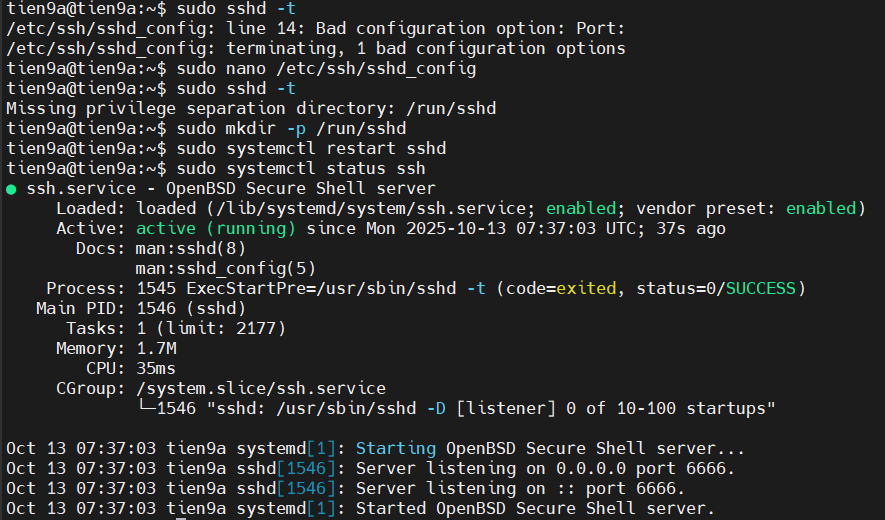 tien9a@tien9a:~$ sudo sshd -t
/etc/ssh/sshd_config: line 14: Bad configuration option: Port:
/etc/ssh/sshd_config: terminating, 1 bad configuration options
tien9a@tien9a:~$ sudo nano /etc/ssh/sshd_config
tien9a@tien9a:~$ sudo sshd -t
Missing privilege separation directory: /run/sshd
tien9a@tien9a:~$ sudo mkdir -p /run/sshd
tien9a@tien9a:~$ sudo systemctl restart sshd
tien9a@tien9a:~$ sudo systemctl status ssh
● ssh.service - OpenBSD Secure Shell server
     Loaded: loaded (/lib/systemd/system/ssh.service; enabled; vendor preset: enabled)
     Active: active (running) since Mon 2025-10-13 07:37:03 UTC; 37s ago
       Docs: man:sshd(8)
             man:sshd_config(5)
    Process: 1545 ExecStartPre=/usr/sbin/sshd -t (code=exited, status=0/SUCCESS)
   Main PID: 1546 (sshd)
      Tasks: 1 (limit: 2177)
     Memory: 1.7M
        CPU: 35ms
     CGroup: /system.slice/ssh.service
             └─1546 "sshd: /usr/sbin/sshd -D [listener] 0 of 10-100 startups"

Oct 13 07:37:03 tien9a systemd[1]: Starting OpenBSD Secure Shell server...
Oct 13 07:37:03 tien9a sshd[1546]: Server listening on 0.0.0.0 port 6666.
Oct 13 07:37:03 tien9a sshd[1546]: Server listening on :: port 6666.
Oct 13 07:37:03 tien9a systemd[1]: Started OpenBSD Secure Shell server.